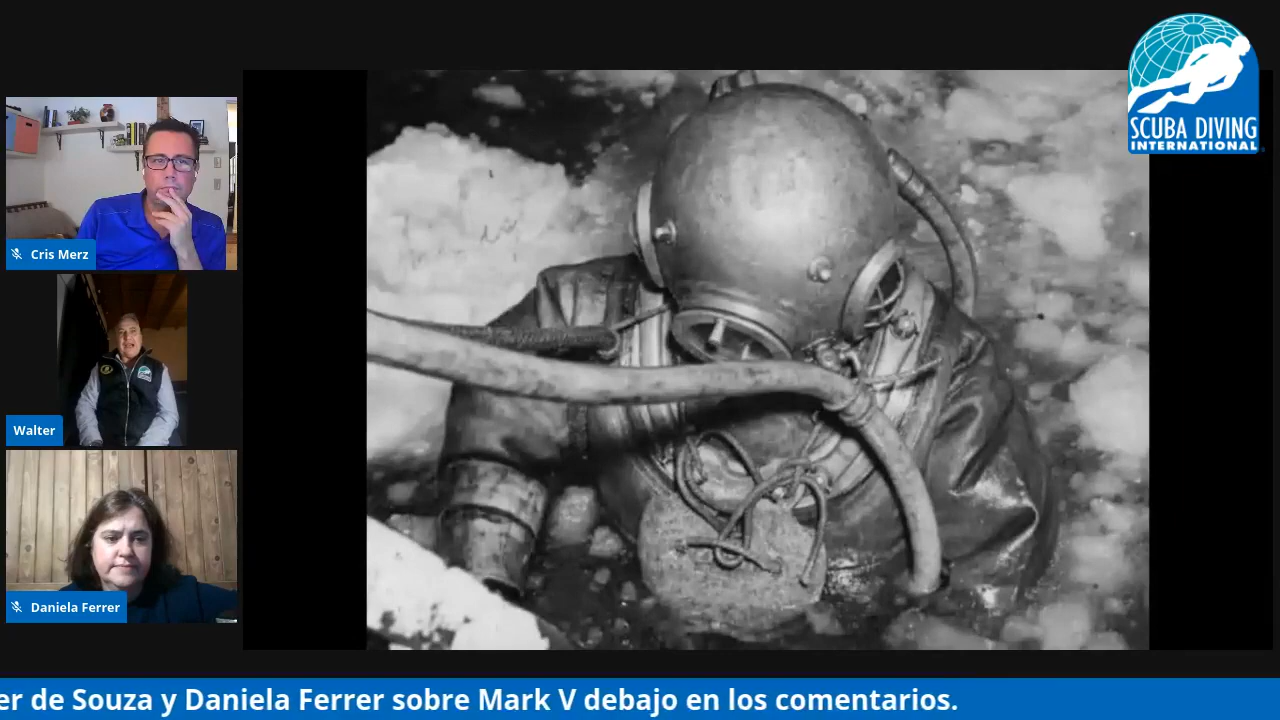 SCUBA DIVING
INTERNATIONAL
Cris Merz
Walter
Daniela Ferrer
er de Souza y Daniela Ferrer sobre Mark V debajo en los comentarios.